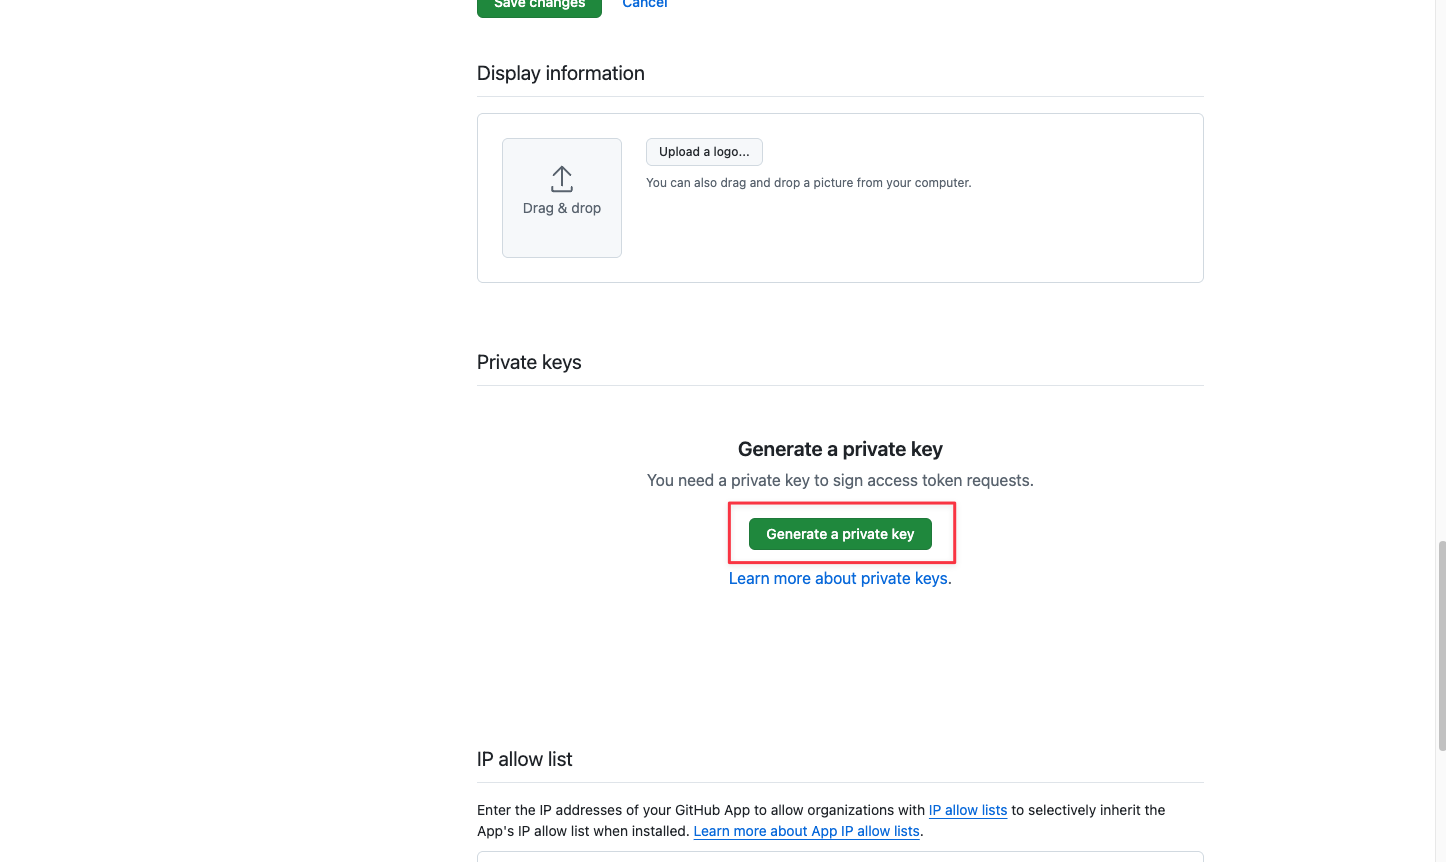 Save changes Cancel
Display information
Upload a logo...
You can also drag and drop a picture from your computer.
Drag & drop
Private keys
Generate a private key
You need a private key to sign access token requests.
Generate a private key
Learn more about private keys.
IP allow list
Enter the IP addresses of your GitHub App to allow organizations with IP allow lists to selectively inherit the
App's IP allow list when installed. Learn more about App IP allow lists.